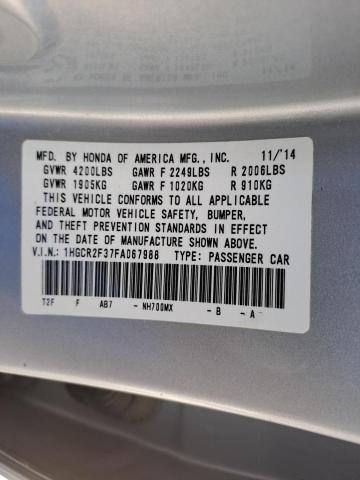 MFD. BY HONDA OF AMERICA MFG., INC. 11/'14
GVWR 4200LBS GAWR F 2249LBS R 2006LBS
GVWR 1905KG GAWR F 1020KG R 910KG
THIS VEHICLE CONFORMS TO ALL APPLICABLE
FEDERAL MOTOR VEHICLE SAFETY, BUMPER,
AND THEFT PREVENTION STANDARDS IN EFFECT
ON THE DATE OF MANUFACTURE SHOWN ABOVE.
V.I.N.: 1HGCR2F37FA067988 TYPE: PASSENGER CAR
T2F F AB7 - NH700MX - B - A